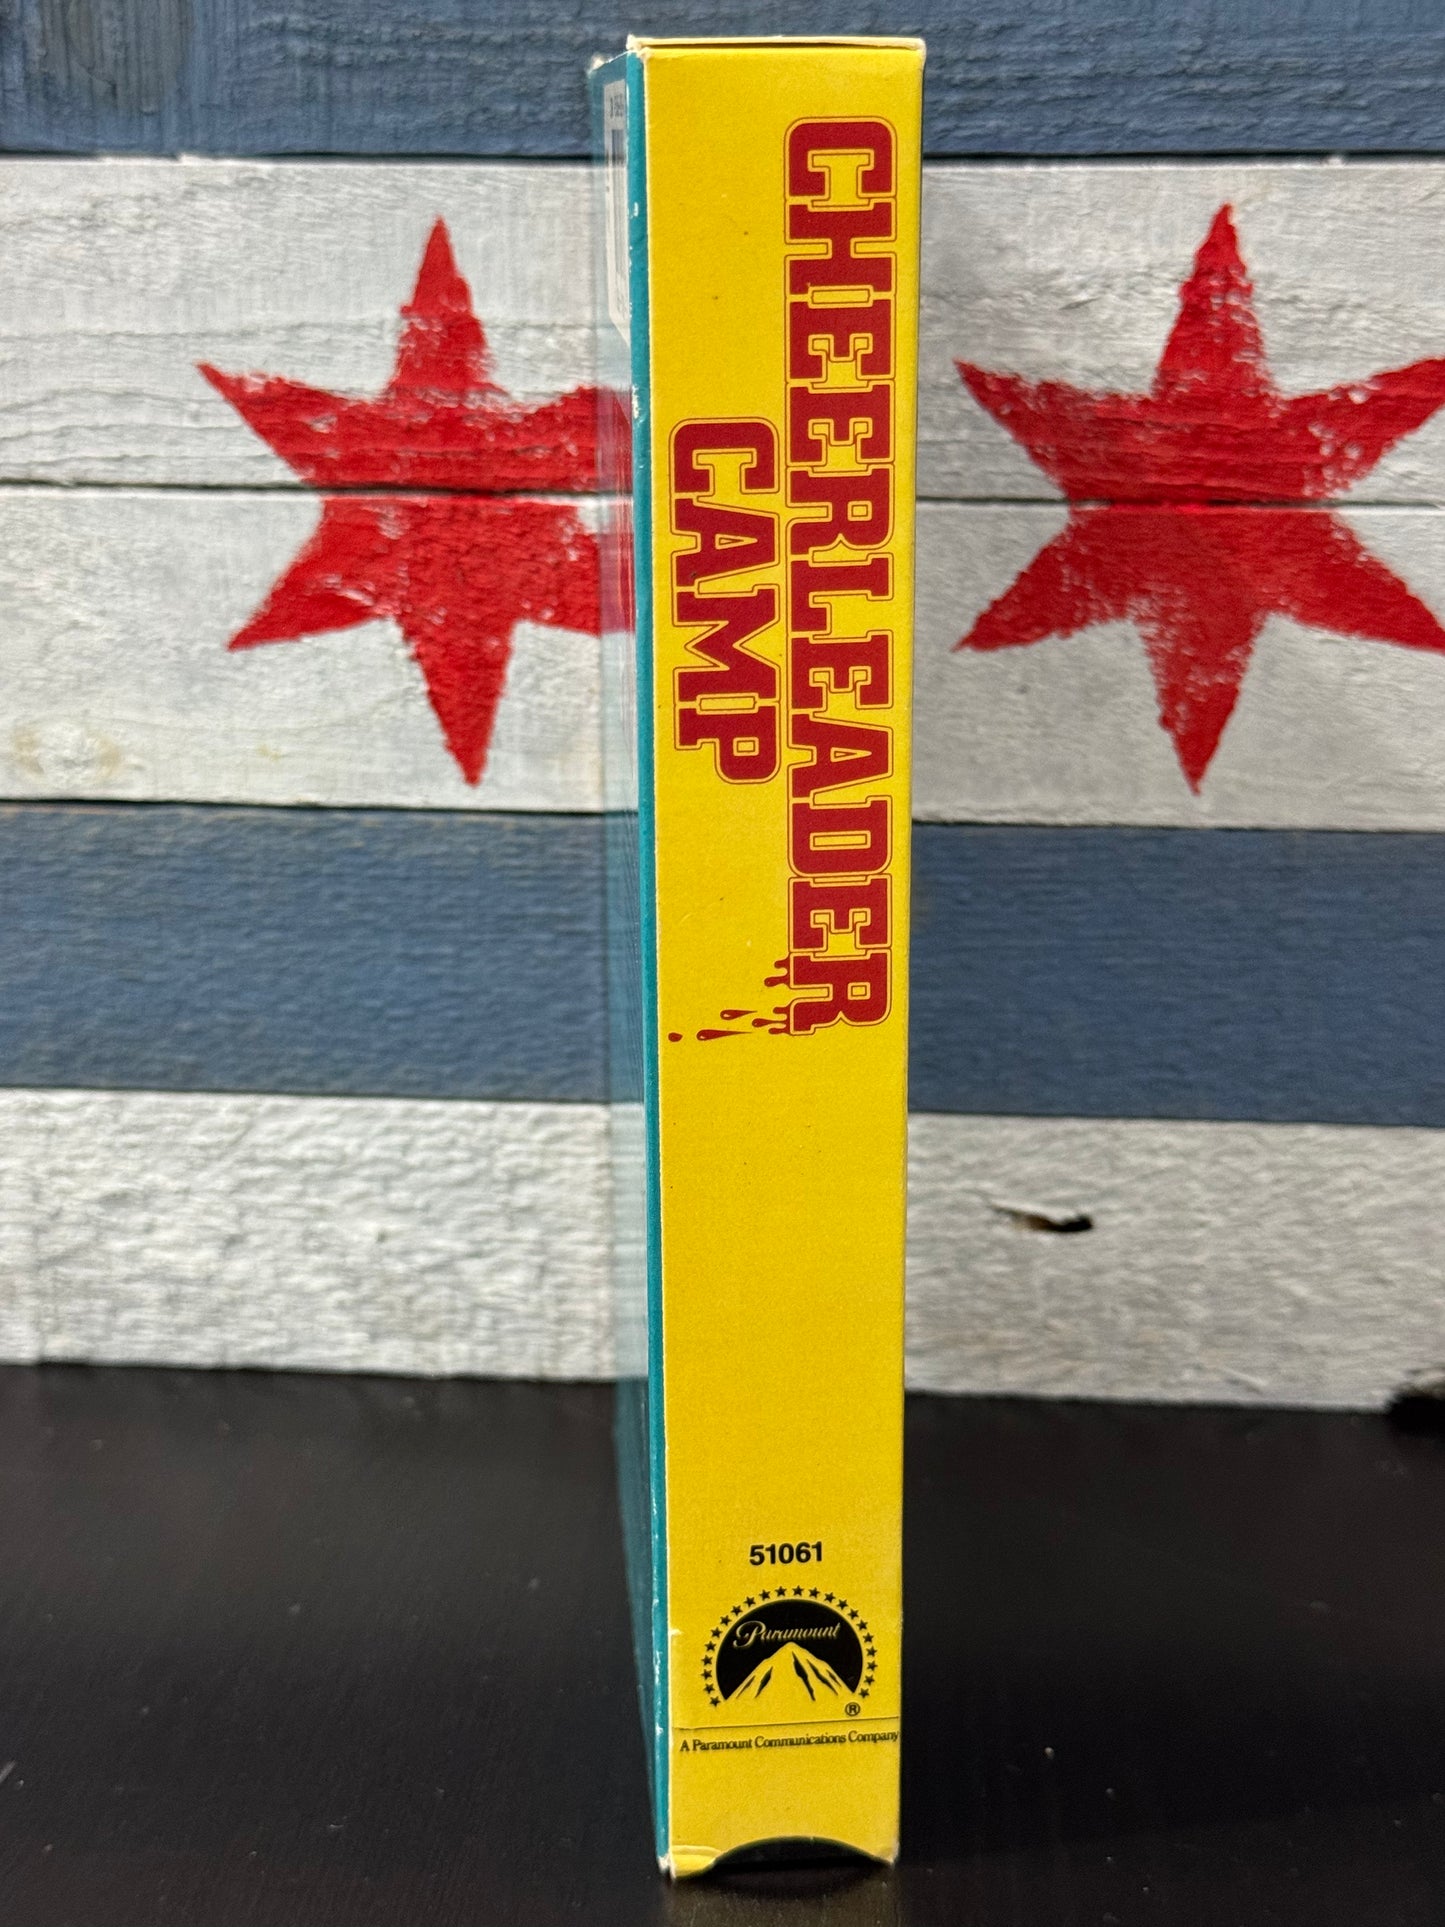 CHEERLEADER
CAMP
51061
Paramount
®
A Paramount Communications Company